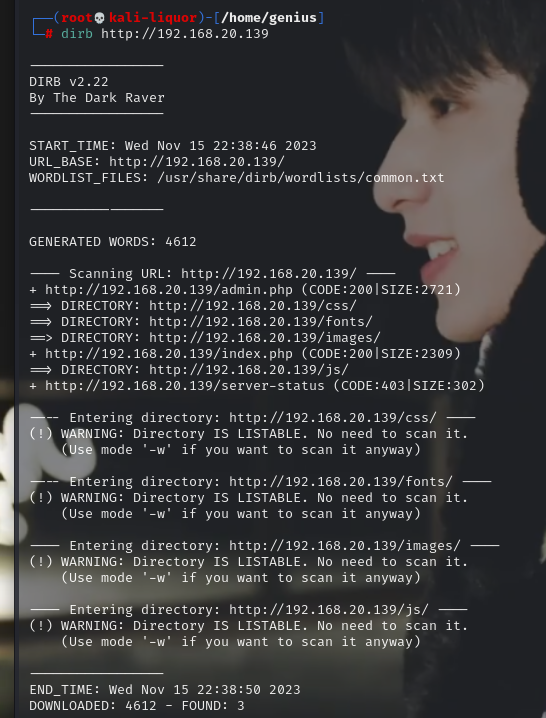 ┌──(root💀kali-liquor)-[/home/genius]
└─# dirb http://192.168.20.139
-----------------
DIRB v2.22
By The Dark Raver
-----------------
START_TIME: Wed Nov 15 22:38:46 2023
URL_BASE: http://192.168.20.139/
WORDLIST_FILES: /usr/share/dirb/wordlists/common.txt
-----------------
GENERATED WORDS: 4612
---- Scanning URL: http://192.168.20.139/ ----
+ http://192.168.20.139/admin.php (CODE:200|SIZE:2721)
==> DIRECTORY: http://192.168.20.139/css/
==> DIRECTORY: http://192.168.20.139/fonts/
==> DIRECTORY: http://192.168.20.139/images/
+ http://192.168.20.139/index.php (CODE:200|SIZE:2309)
==> DIRECTORY: http://192.168.20.139/js/
+ http://192.168.20.139/server-status (CODE:403|SIZE:302)
---- Entering directory: http://192.168.20.139/css/ ----
(!) WARNING: Directory IS LISTABLE. No need to scan it.
(Use mode '-w' if you want to scan it anyway)
---- Entering directory: http://192.168.20.139/fonts/ ----
(!) WARNING: Directory IS LISTABLE. No need to scan it.
(Use mode '-w' if you want to scan it anyway)
---- Entering directory: http://192.168.20.139/images/ ----
(!) WARNING: Directory IS LISTABLE. No need to scan it.
(Use mode '-w' if you want to scan it anyway)
---- Entering directory: http://192.168.20.139/js/ ----
(!) WARNING: Directory IS LISTABLE. No need to scan it.
(Use mode '-w' if you want to scan it anyway)
-----------------
END_TIME: Wed Nov 15 22:38:50 2023
DOWNLOADED: 4612 - FOUND: 3